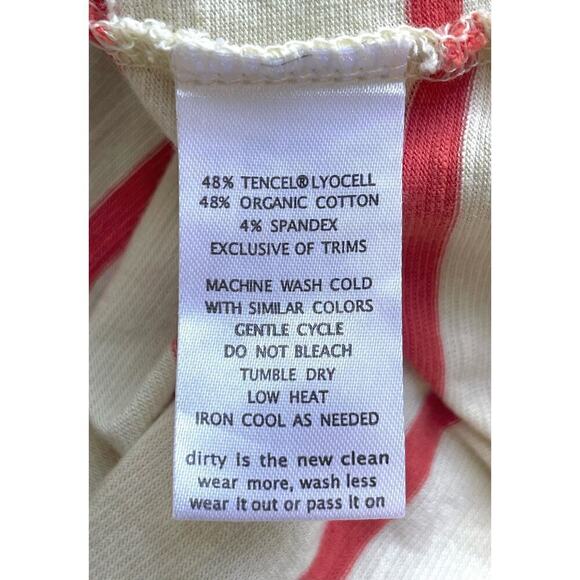 48% TENCEL®LYOCELL
48% ORGANIC COTTON
4% SPANDEX
EXCLUSIVE OF TRIMS
MACHINE WASH COLD
WITH SIMILAR COLORS
GENTLE CYCLE
DO NOT BLEACH
TUMBLE DRY
LOW HEAT
IRON COOL AS NEEDED
dirty is the new clean
wear more, wash less
wear it out or pass it on